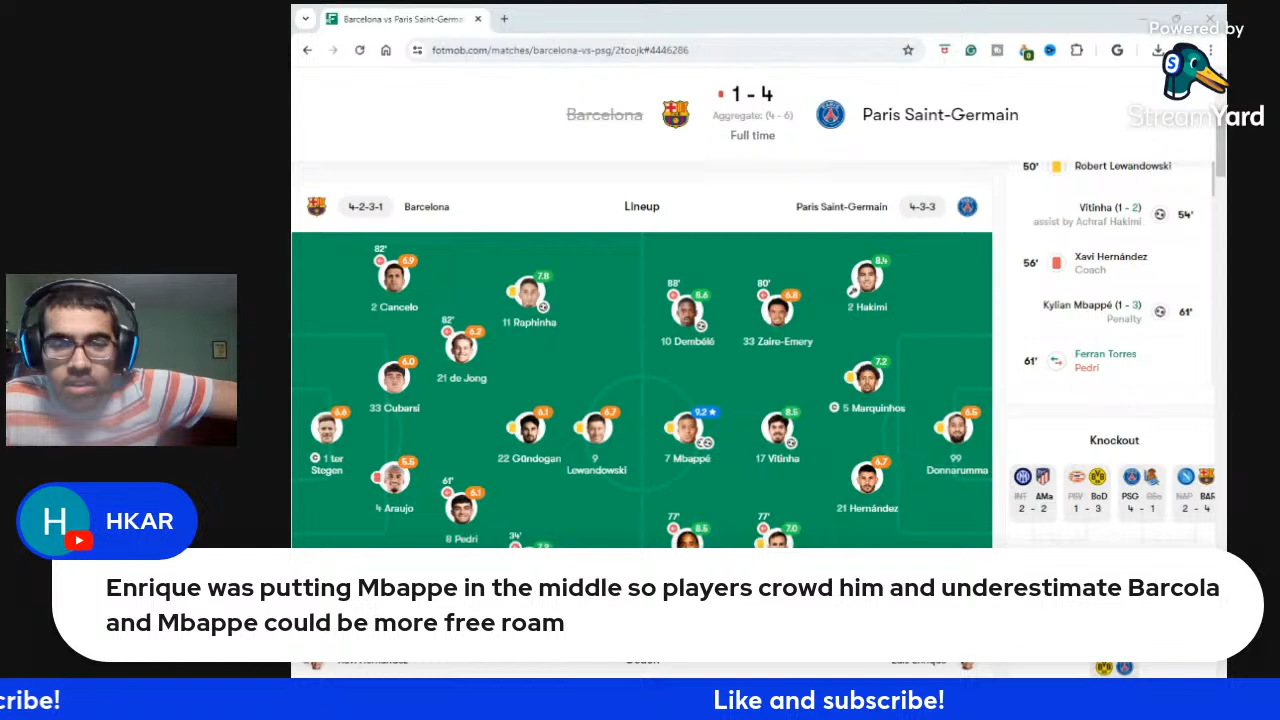 Barcelona vs Paris Saint-Germa
fotmob.com/matches/barcelona-vs-psg/2toojk#4446286
Powered by
StreamYard
Barcelona
1 - 4
Aggregate: (4 - 6)
Full time
Paris Saint-Germain
4-2-3-1 Barcelona
Lineup
Paris Saint-Germain 4-3-3
82'
6.9
2 Cancelo
7.8
11 Raphinha
82'
6.2
21 de Jong
6.0
33 Cubarsí
6.6
1 ter
Stegen
6.1
22 Gündogan
6.7
9
Lewandowski
5.5
4 Araujo
61'
6.1
8 Pedri
34'
88'
8.6
10 Dembélé
80'
6.8
33 Zaire-Emery
8.4
2 Hakimi
7.2
5 Marquinhos
9.2
7 Mbappé
8.5
17 Vitinha
6.5
99
Donnarumma
6.7
21 Hernández
77'
8.5
77'
7.0
50' Robert Lewandowski
Vitinha (1 - 2) 54'
assist by Achraf Hakimi
56' Xavi Hernández
Coach
Kylian Mbappé (1 - 3) 61'
Penalty
61' Ferran Torres
Pedri
Knockout
INT AMa
2 - 2
PSV BoD
1 - 3
PSG RSo
4 - 1
NAP BAR
2 - 4
H HKAR
Enrique was putting Mbappe in the middle so players crowd him and underestimate Barcola
and Mbappe could be more free roam
cribe!
Like and subscribe!